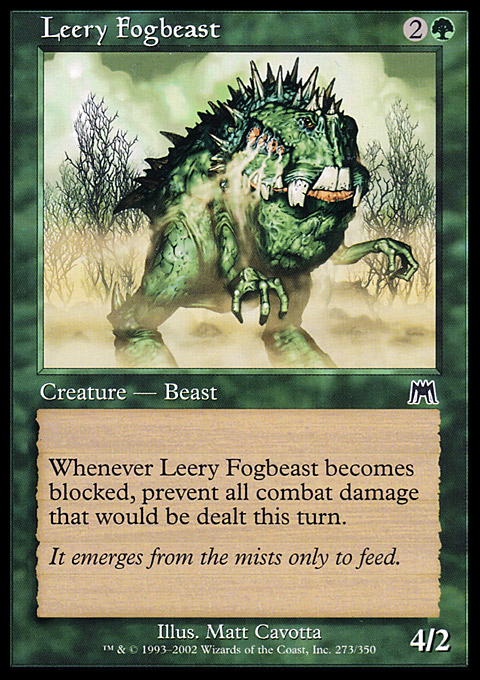 Leery Fogbeast 2
Creature — Beast
Whenever Leery Fogbeast becomes
blocked, prevent all combat damage
that would be dealt this turn.
It emerges from the mists only to feed.
Illus. Matt Cavotta
™ & © 1993–2002 Wizards of the Coast, Inc. 273/350
4/2